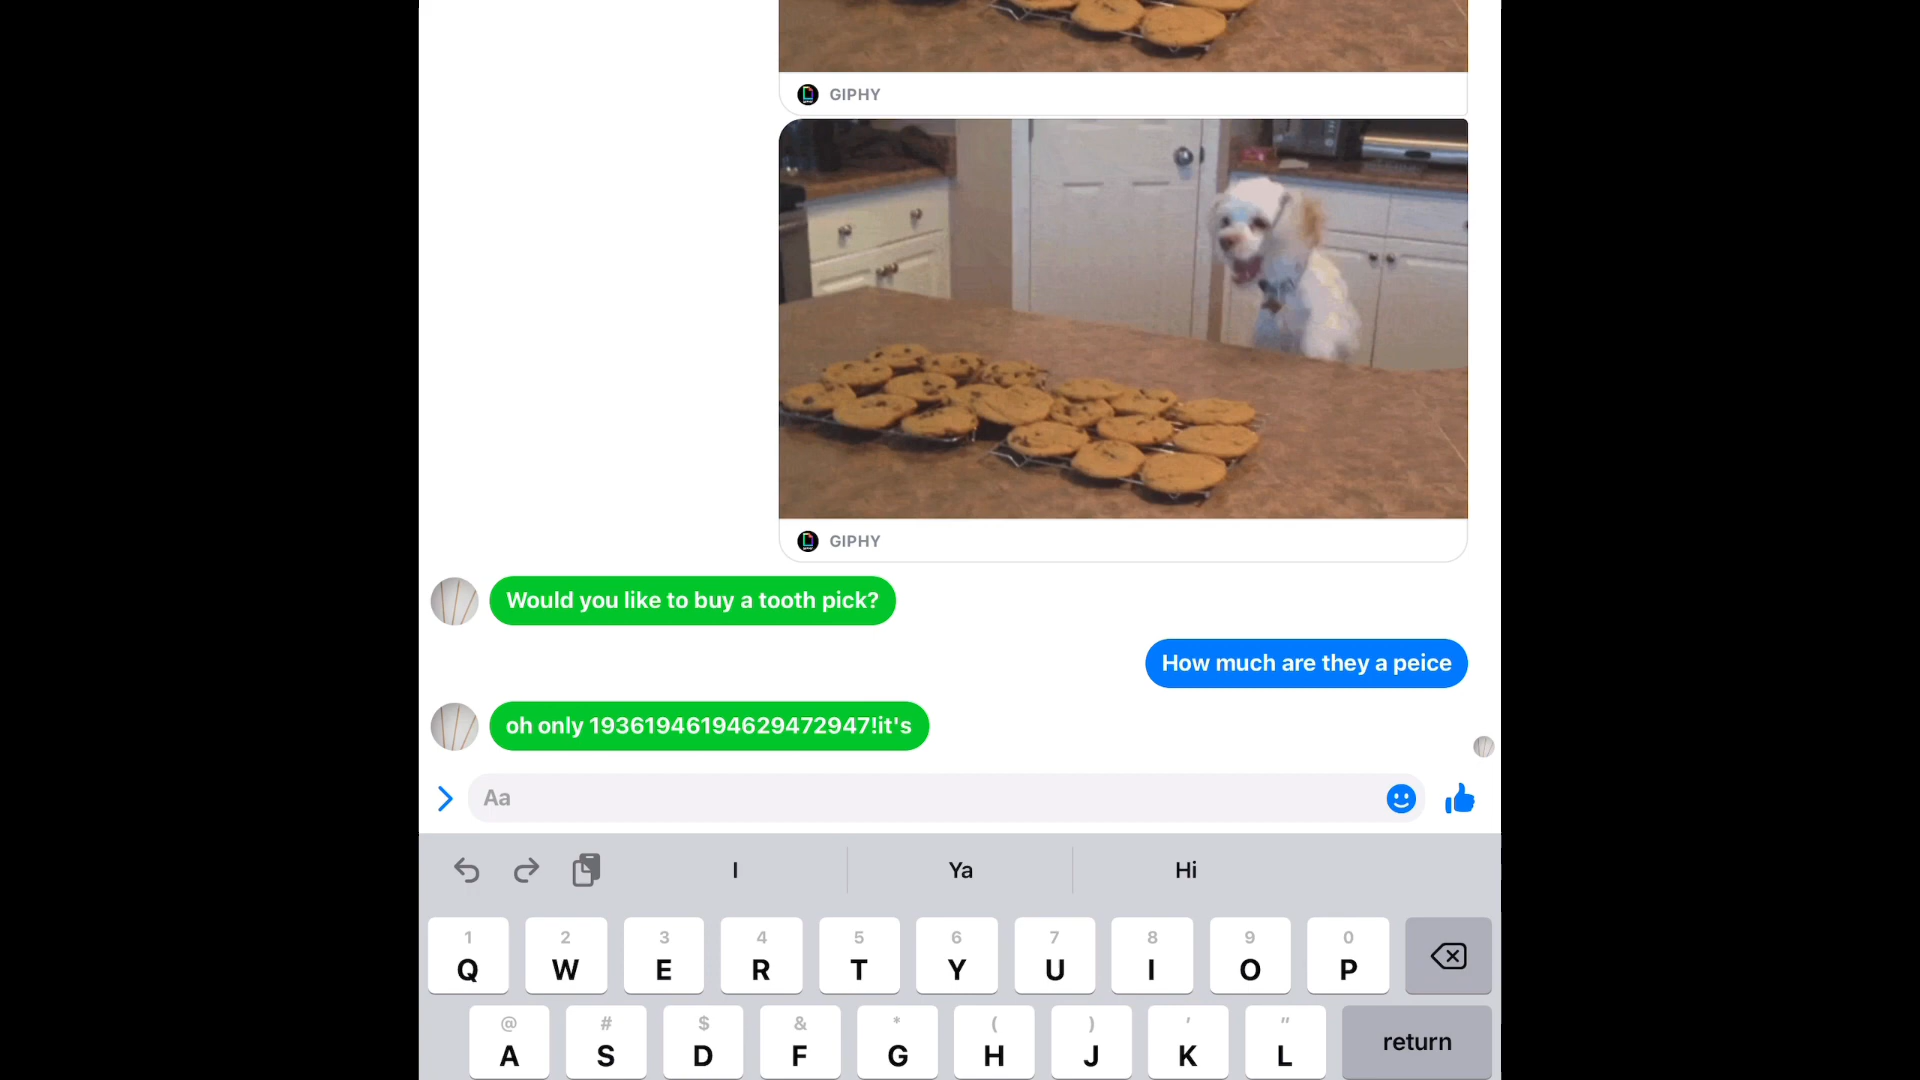 GIPHY
GIPHY
Would you like to buy a tooth pick?
How much are they a peice
oh only 19361946194629472947!it's
Aa
I Ya Hi
1 2 3 4 5 6 7 8 9 0
Q W E R T Y U I O P
@ # $ & * ( ) ' "
A S D F G H J K L return